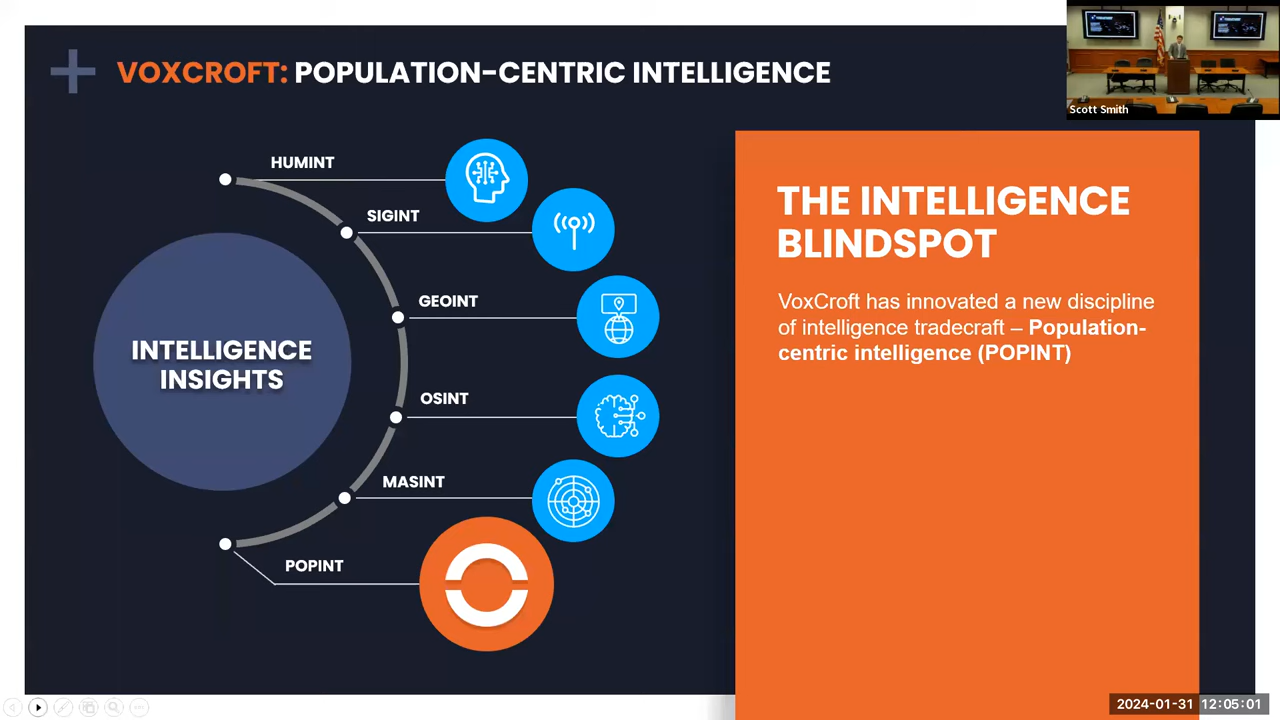 VOXCROFT: POPULATION-CENTRIC INTELLIGENCE
Scott Smith
HUMINT
SIGINT
GEOINT
OSINT
MASINT
POPINT
INTELLIGENCE
INSIGHTS
THE INTELLIGENCE
BLINDSPOT
VoxCroft has innovated a new discipline
of intelligence tradecraft – Population-
centric intelligence (POPINT)
2024-01-31 12:05:01